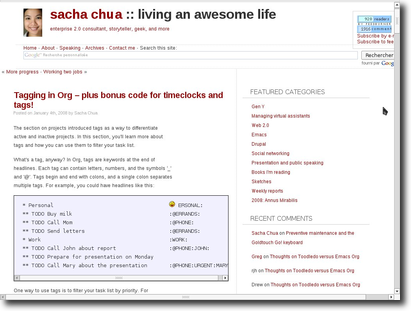 sacha chua :: living an awesome life
enterprise 2.0 consultant, storyteller, geek, and more
readers
your comment
Subscribe by e
Subscribe to fe
Home - About - Speaking - Archives - Contact me - Search this site:
Google
Rechercher
fourni par Google
« More progress - Working two jobs »
Tagging in Org – plus bonus code for timeclocks and
tags!
Posted on January 4th, 2008 by Sacha Chua
The section on projects introduced tags as a way to differentiate
active and inactive projects. In this section, you'll learn more about
tags and how you can use them to filter your task list.
What's a tag, anyway? In Org, tags are keywords at the end of
headlines. Each tag can contain letters, numbers, and the symbols '_'
and '@'. Tags begin and end with colons, and a single colon separates
multiple tags. For example, you could have headlines like this:
* Personal ERSONAL:
** TODO Buy milk :@ERRANDS:
** TODO Call Mom :@PHONE:
** TODO Send letters :@ERRANDS:
* Work :WORK:
** TODO Call John about report :@PHONE:JOHN:
** TODO Prepare for presentation on Monday
** TODO Call Mary about the presentation :@PHONE:URGENT:MARY
One way to use tags is to filter your task list by priority. For
FEATURED CATEGORIES
Gen Y
Managing virtual assistants
Web 2.0
Emacs
Drupal
Social networking
Presentation and public speaking
Books I'm reading
Sketches
Weekly reports
2008: Annus Mirabilis
RECENT COMMENTS
Sacha Chua on Preventive maintenance and the
Goldtouch Go! keyboard
Greg on Thoughts on Toodledo versus Emacs Org
on Thoughts on Toodledo versus Emacs Org
Drew on Thoughts on Toodledo versus Emacs Org